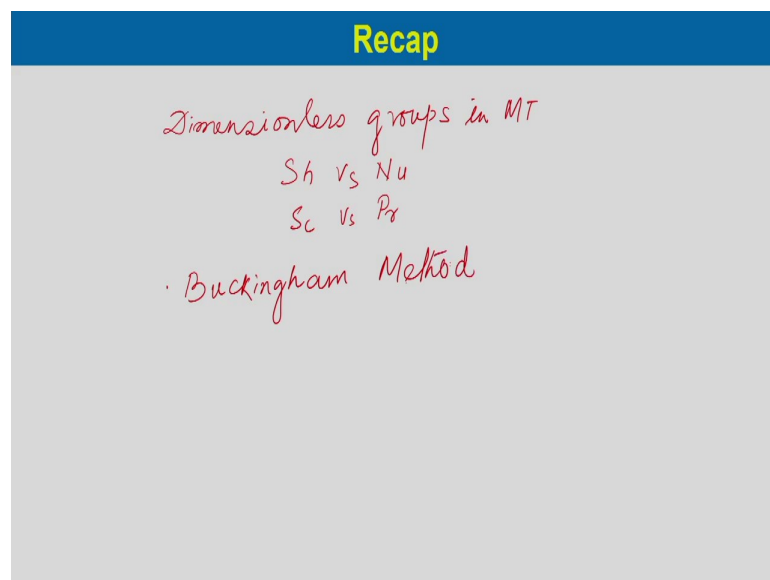 Recap
Dimensionless groups in MT
Sh vs Nu
Sc vs Pr
. Buckingham Method